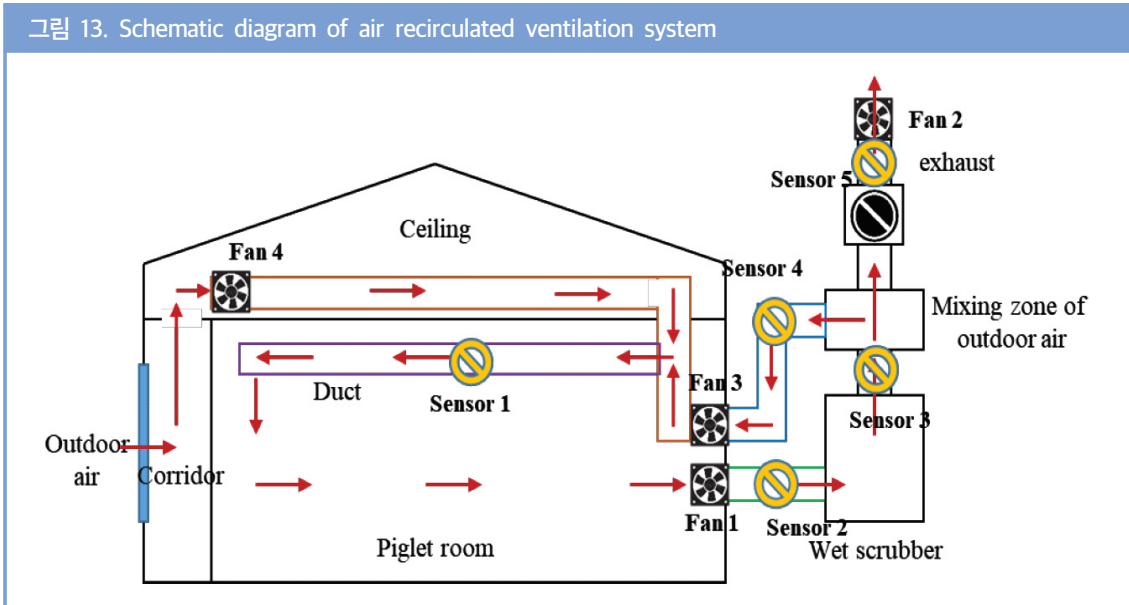 그림 13. Schematic diagram of air recirculated ventilation system
Fan 2
exhaust
Sensor 5
Ceiling
Fan 4
Sensor 4
Mixing zone of
outdoor air
Duct
Sensor 1
Fan 3
Sensor 3
Outdoor
air
Corridor
Fan 1
Sensor 2
Piglet room
Wet scrubber